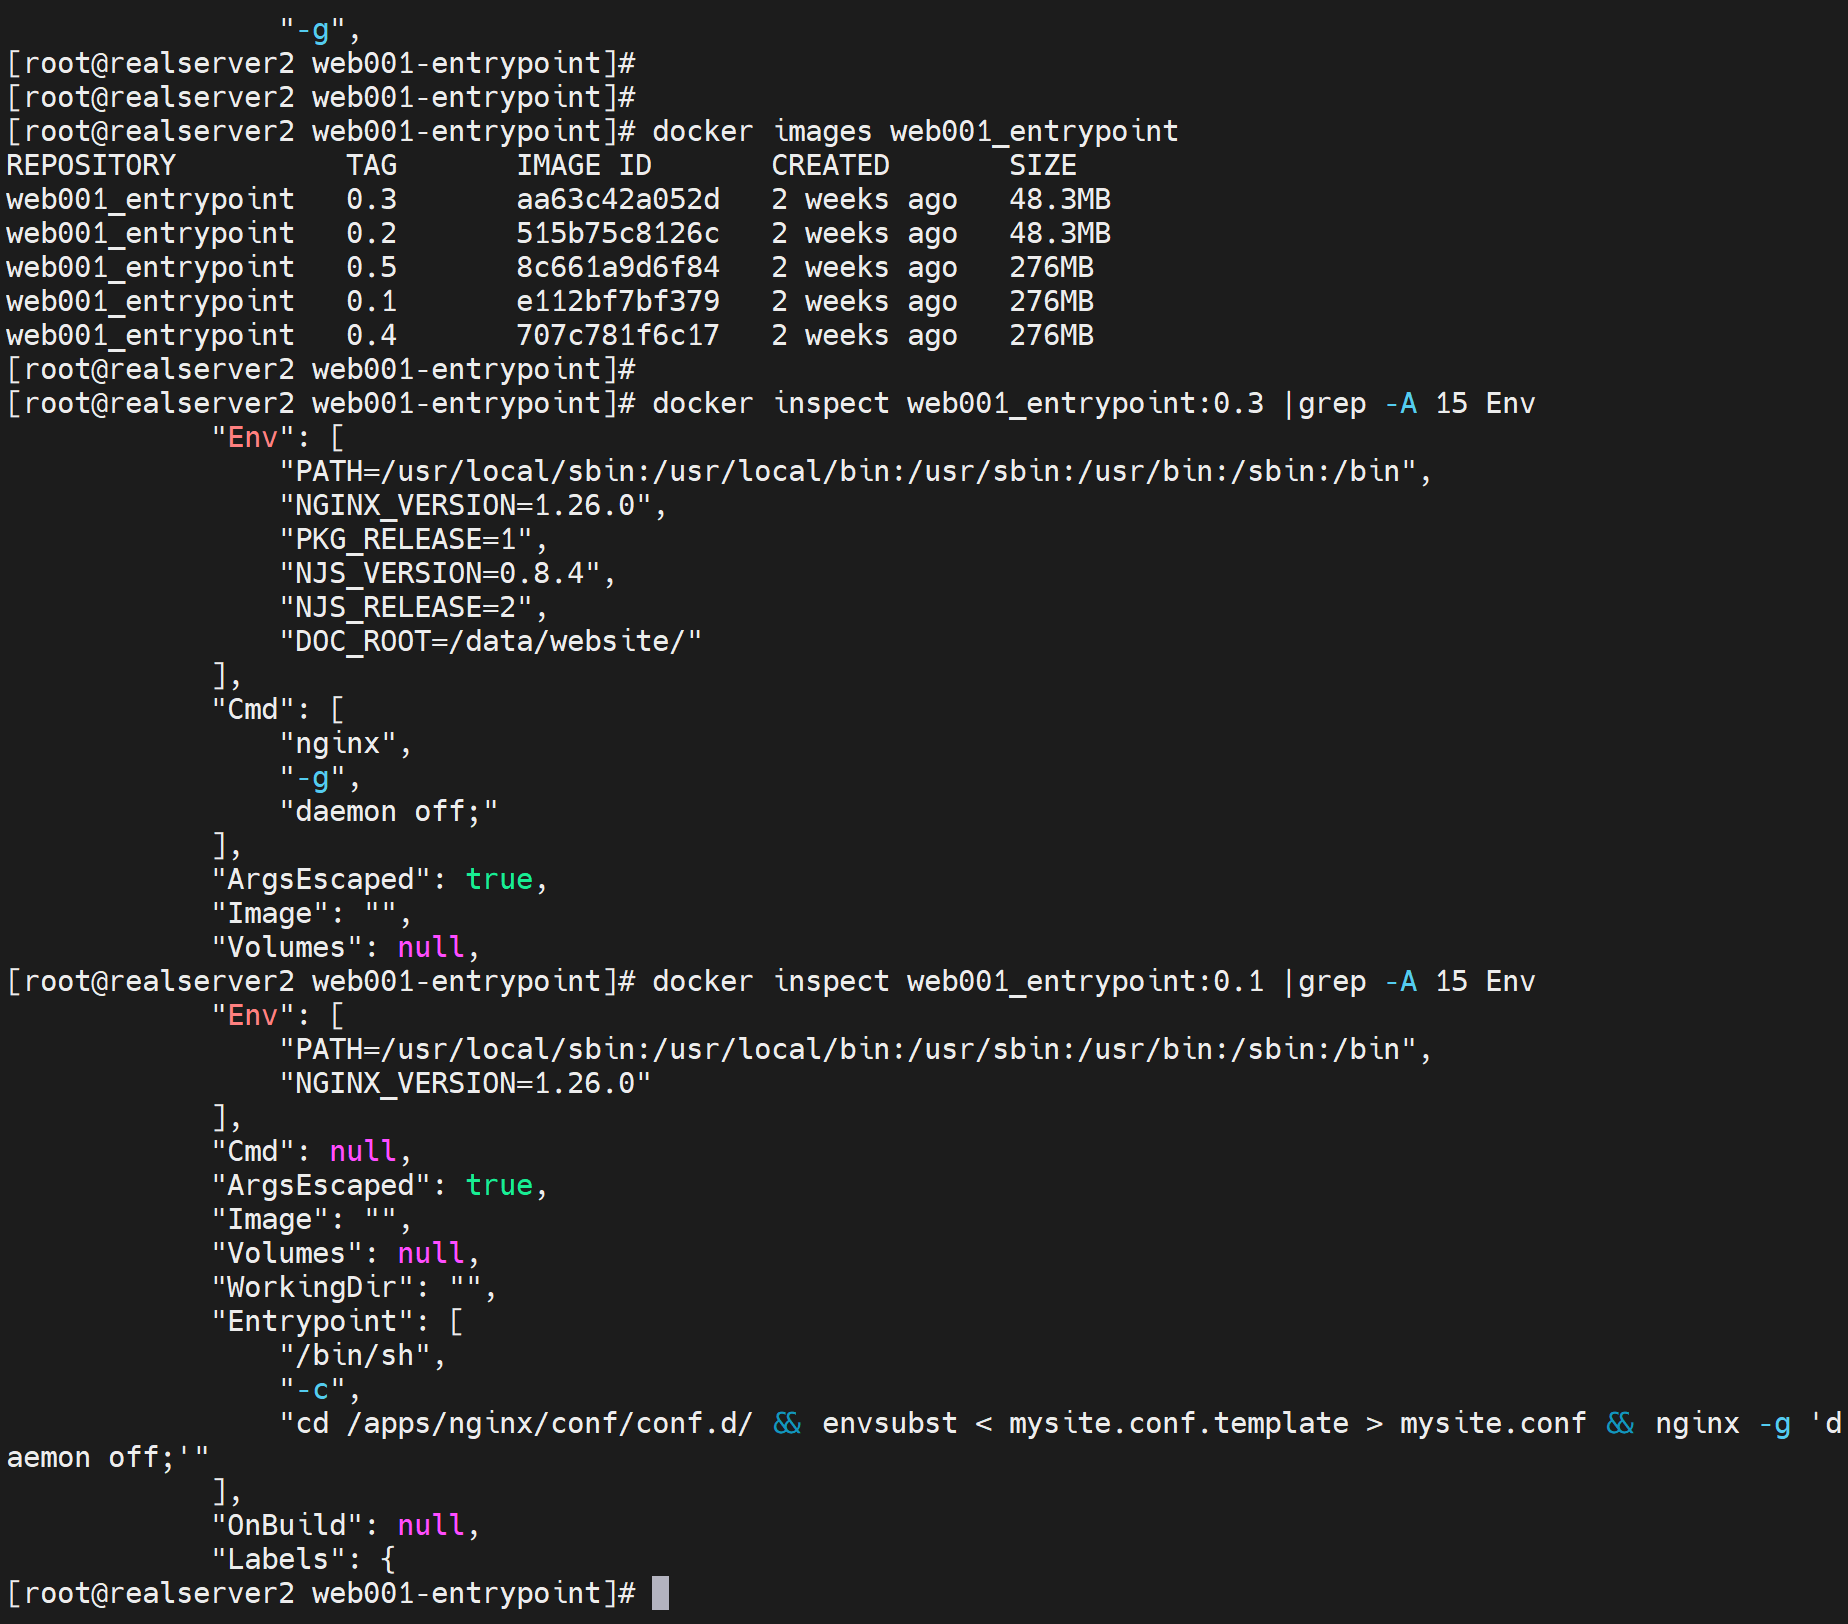 "-g",
[root@realserver2 web001-entrypoint]#
[root@realserver2 web001-entrypoint]#
[root@realserver2 web001-entrypoint]# docker images web001_entrypoint
REPOSITORY          TAG       IMAGE ID       CREATED       SIZE
web001_entrypoint   0.3       aa63c42a052d   2 weeks ago   48.3MB
web001_entrypoint   0.2       515b75c8126c   2 weeks ago   48.3MB
web001_entrypoint   0.5       8c661a9d6f84   2 weeks ago   276MB
web001_entrypoint   0.1       e112bf7bf379   2 weeks ago   276MB
web001_entrypoint   0.4       707c781f6c17   2 weeks ago   276MB
[root@realserver2 web001-entrypoint]#
[root@realserver2 web001-entrypoint]# docker inspect web001_entrypoint:0.3 |grep -A 15 Env
            "Env": [
                "PATH=/usr/local/sbin:/usr/local/bin:/usr/sbin:/usr/bin:/sbin:/bin",
                "NGINX_VERSION=1.26.0",
                "PKG_RELEASE=1",
                "NJS_VERSION=0.8.4",
                "NJS_RELEASE=2",
                "DOC_ROOT=/data/website/"
            ],
            "Cmd": [
                "nginx",
                "-g",
                "daemon off;"
            ],
            "ArgsEscaped": true,
            "Image": "",
            "Volumes": null,
[root@realserver2 web001-entrypoint]# docker inspect web001_entrypoint:0.1 |grep -A 15 Env
            "Env": [
                "PATH=/usr/local/sbin:/usr/local/bin:/usr/sbin:/usr/bin:/sbin:/bin",
                "NGINX_VERSION=1.26.0"
            ],
            "Cmd": null,
            "ArgsEscaped": true,
            "Image": "",
            "Volumes": null,
            "WorkingDir": "",
            "Entrypoint": [
                "/bin/sh",
                "-c",
                "cd /apps/nginx/conf/conf.d/ && envsubst < mysite.conf.template > mysite.conf && nginx -g 'd
aemon off;'"
            ],
            "OnBuild": null,
            "Labels": {
[root@realserver2 web001-entrypoint]#